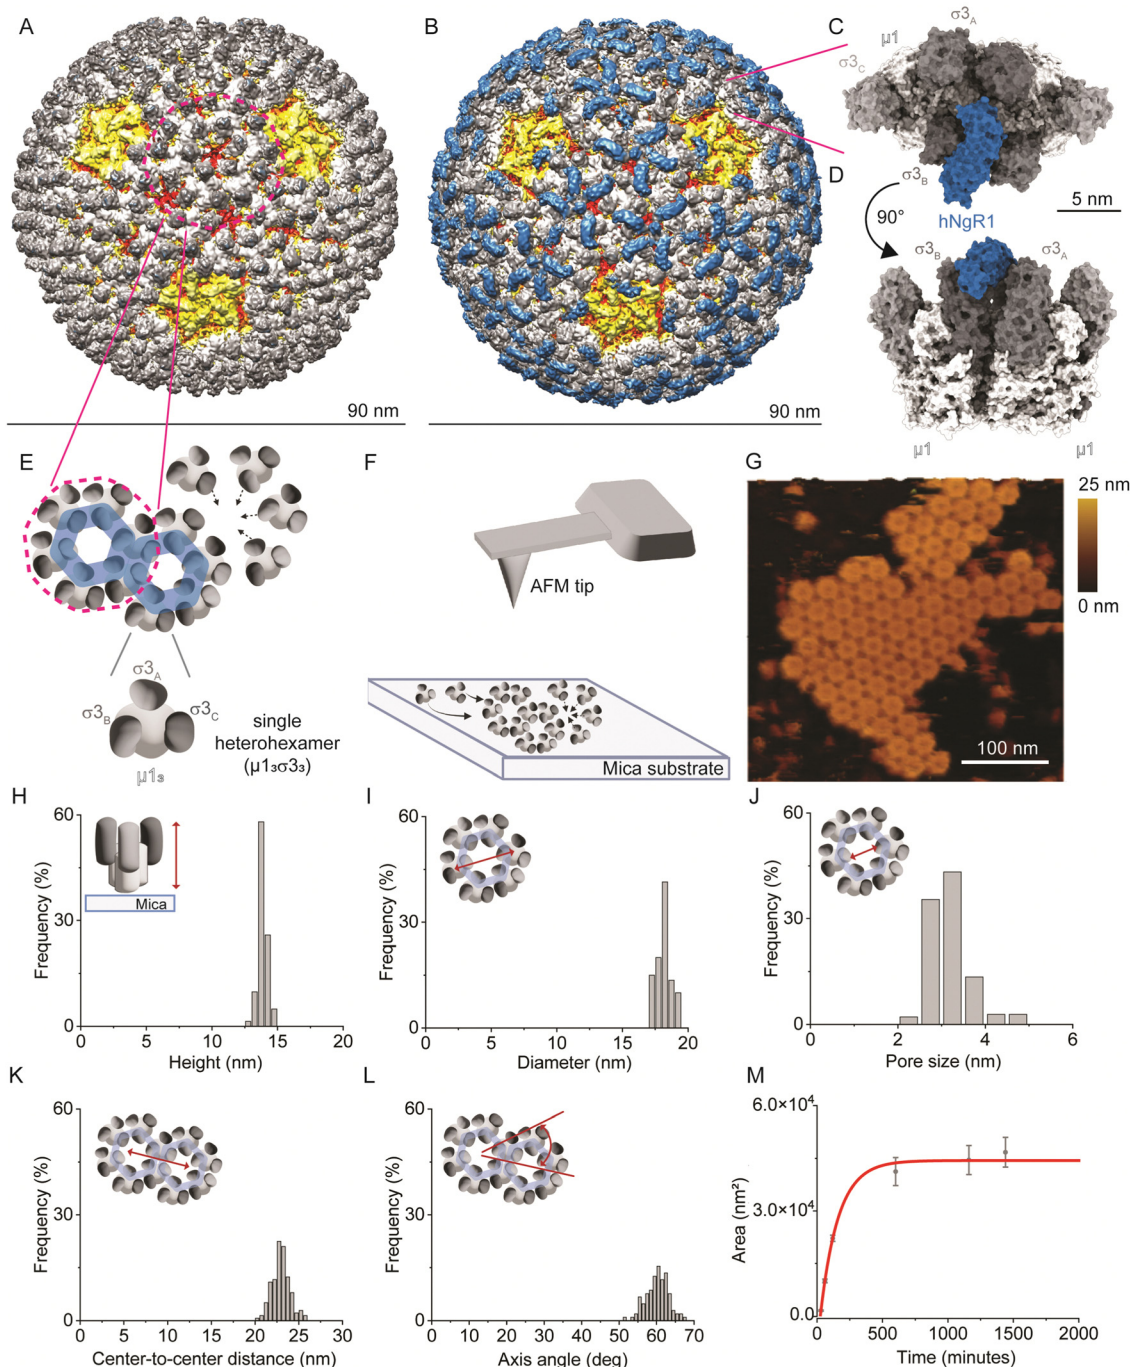 A
B
C
σ3A
μ1
σ3C
σ3B
D
hNgR1
5 nm
90°
σ3B
σ3A
μ1
μ1
90 nm
90 nm
E
F
G
AFM tip
25 nm
0 nm
σ3A
σ3B
σ3C
μ1₃
single
heterohexamer
(μ1₃σ3₃)
Mica substrate
100 nm
H
60
30
0
Frequency (%)
Mica
0 5 10 15 20
Height (nm)
I
60
30
0
Frequency (%)
0 5 10 15 20
Diameter (nm)
J
60
30
0
Frequency (%)
0 2 4 6
Pore size (nm)
K
60
30
0
Frequency (%)
0 5 10 15 20 25 30
Center-to-center distance (nm)
L
60
30
0
Frequency (%)
0 10 20 30 40 50 60 70
Axis angle (deg)
M
6.0×10⁴
3.0×10⁴
0.0
Area (nm²)
0 500 1000 1500 2000
Time (minutes)